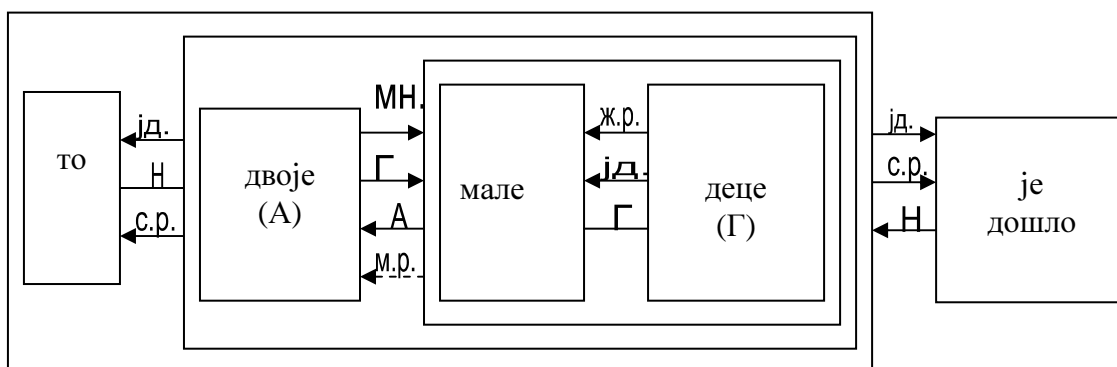 мн.
јд.
ж.р.
јд.
то
Н
с.р.
двоје
(А)
Г
А
м.р.
мале
јд.
Г
деце
(Г)
с.р.
Н
је
дошло